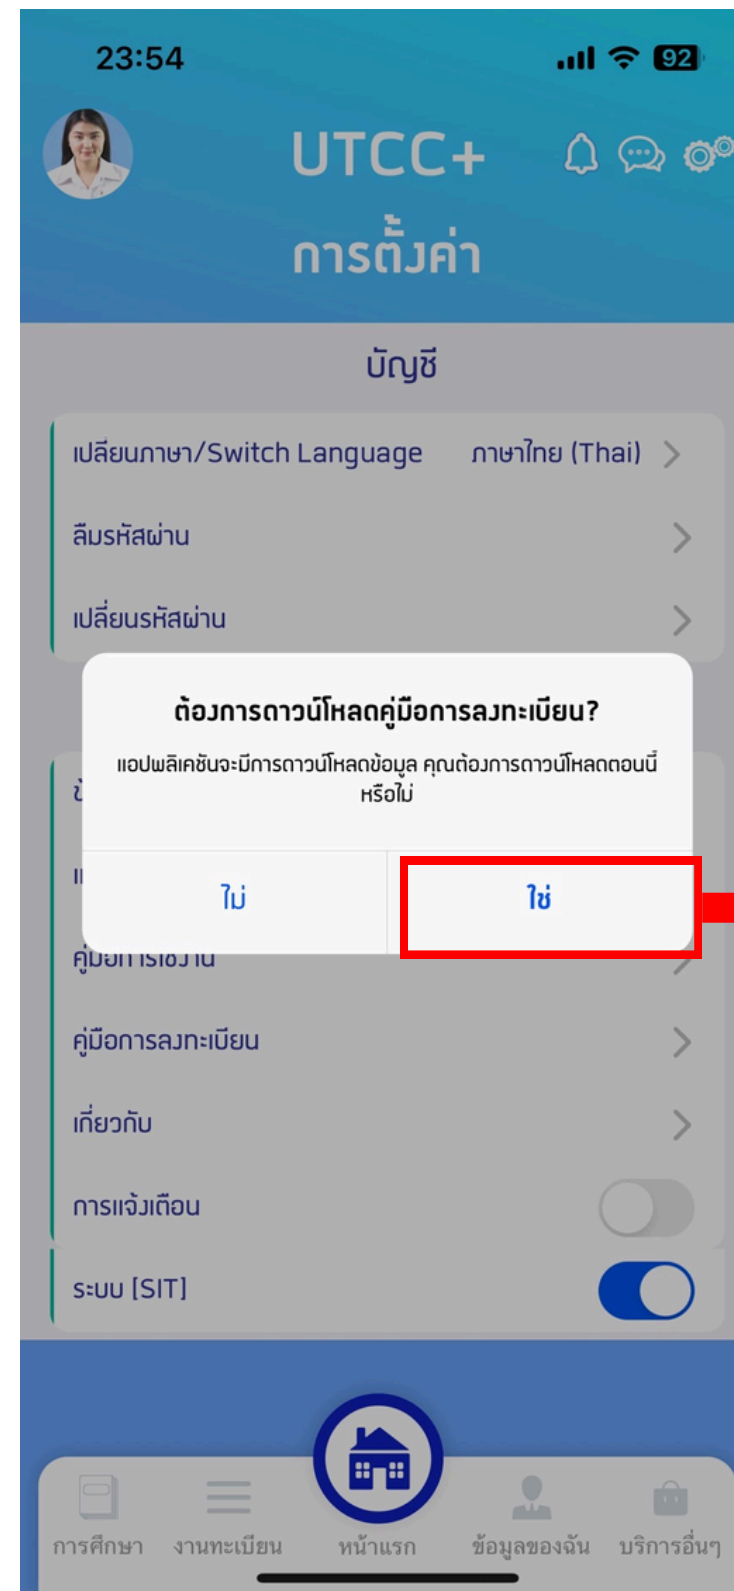 23:54
92
UTCC+
การตั้งค่า
บัญชี
เปลี่ยนภาษา/Switch Language ภาษาไทย (Thai)
ลืมรหัสผ่าน
เปลี่ยนรหัสผ่าน
ต้องการดาวน์โหลดคู่มือการลงทะเบียน?
แอปพลิเคชันจะมีการดาวน์โหลดข้อมูล คุณต้องการดาวน์โหลดตอนนี้
หรือไม่
ไม่ ใช่
คู่มือการใช้งาน
คู่มือการลงทะเบียน
เกี่ยวกับ
การแจ้งเตือน
ระบบ [SIT]
การศึกษา งานทะเบียน หน้าแรก ข้อมูลของฉัน บริการอื่นๆ